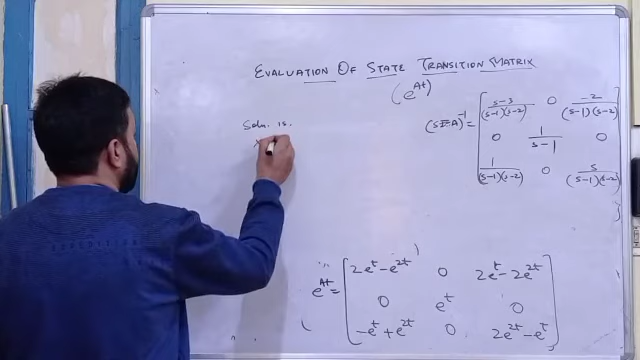 EVALUATION OF STATE TRANSITION MATRIX
(e^At)
Soln. is.
(sI-A)^-1 = [ s-3/(s-1)(s-2) 0 -2/(s-1)(s-2)
0 1/s-1 0
1/(s-1)(s-2) 0 s/(s-1)(s-2) ]
e^At = [ 2e^t - e^2t 0 2e^t - 2e^2t
0 e^t 0
-e^t + e^2t 0 2e^2t - e^t ]